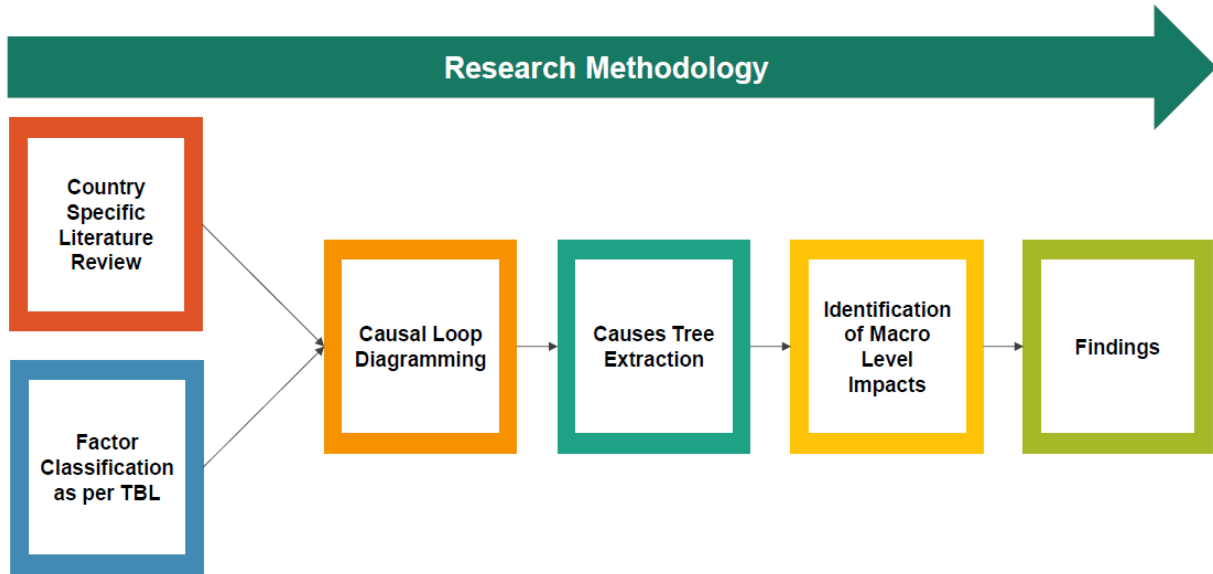 Research Methodology
Country
Specific
Literature
Review
Factor
Classification
as per TBL
Causal Loop
Diagramming
Causes Tree
Extraction
Identification
of Macro
Level
Impacts
Findings